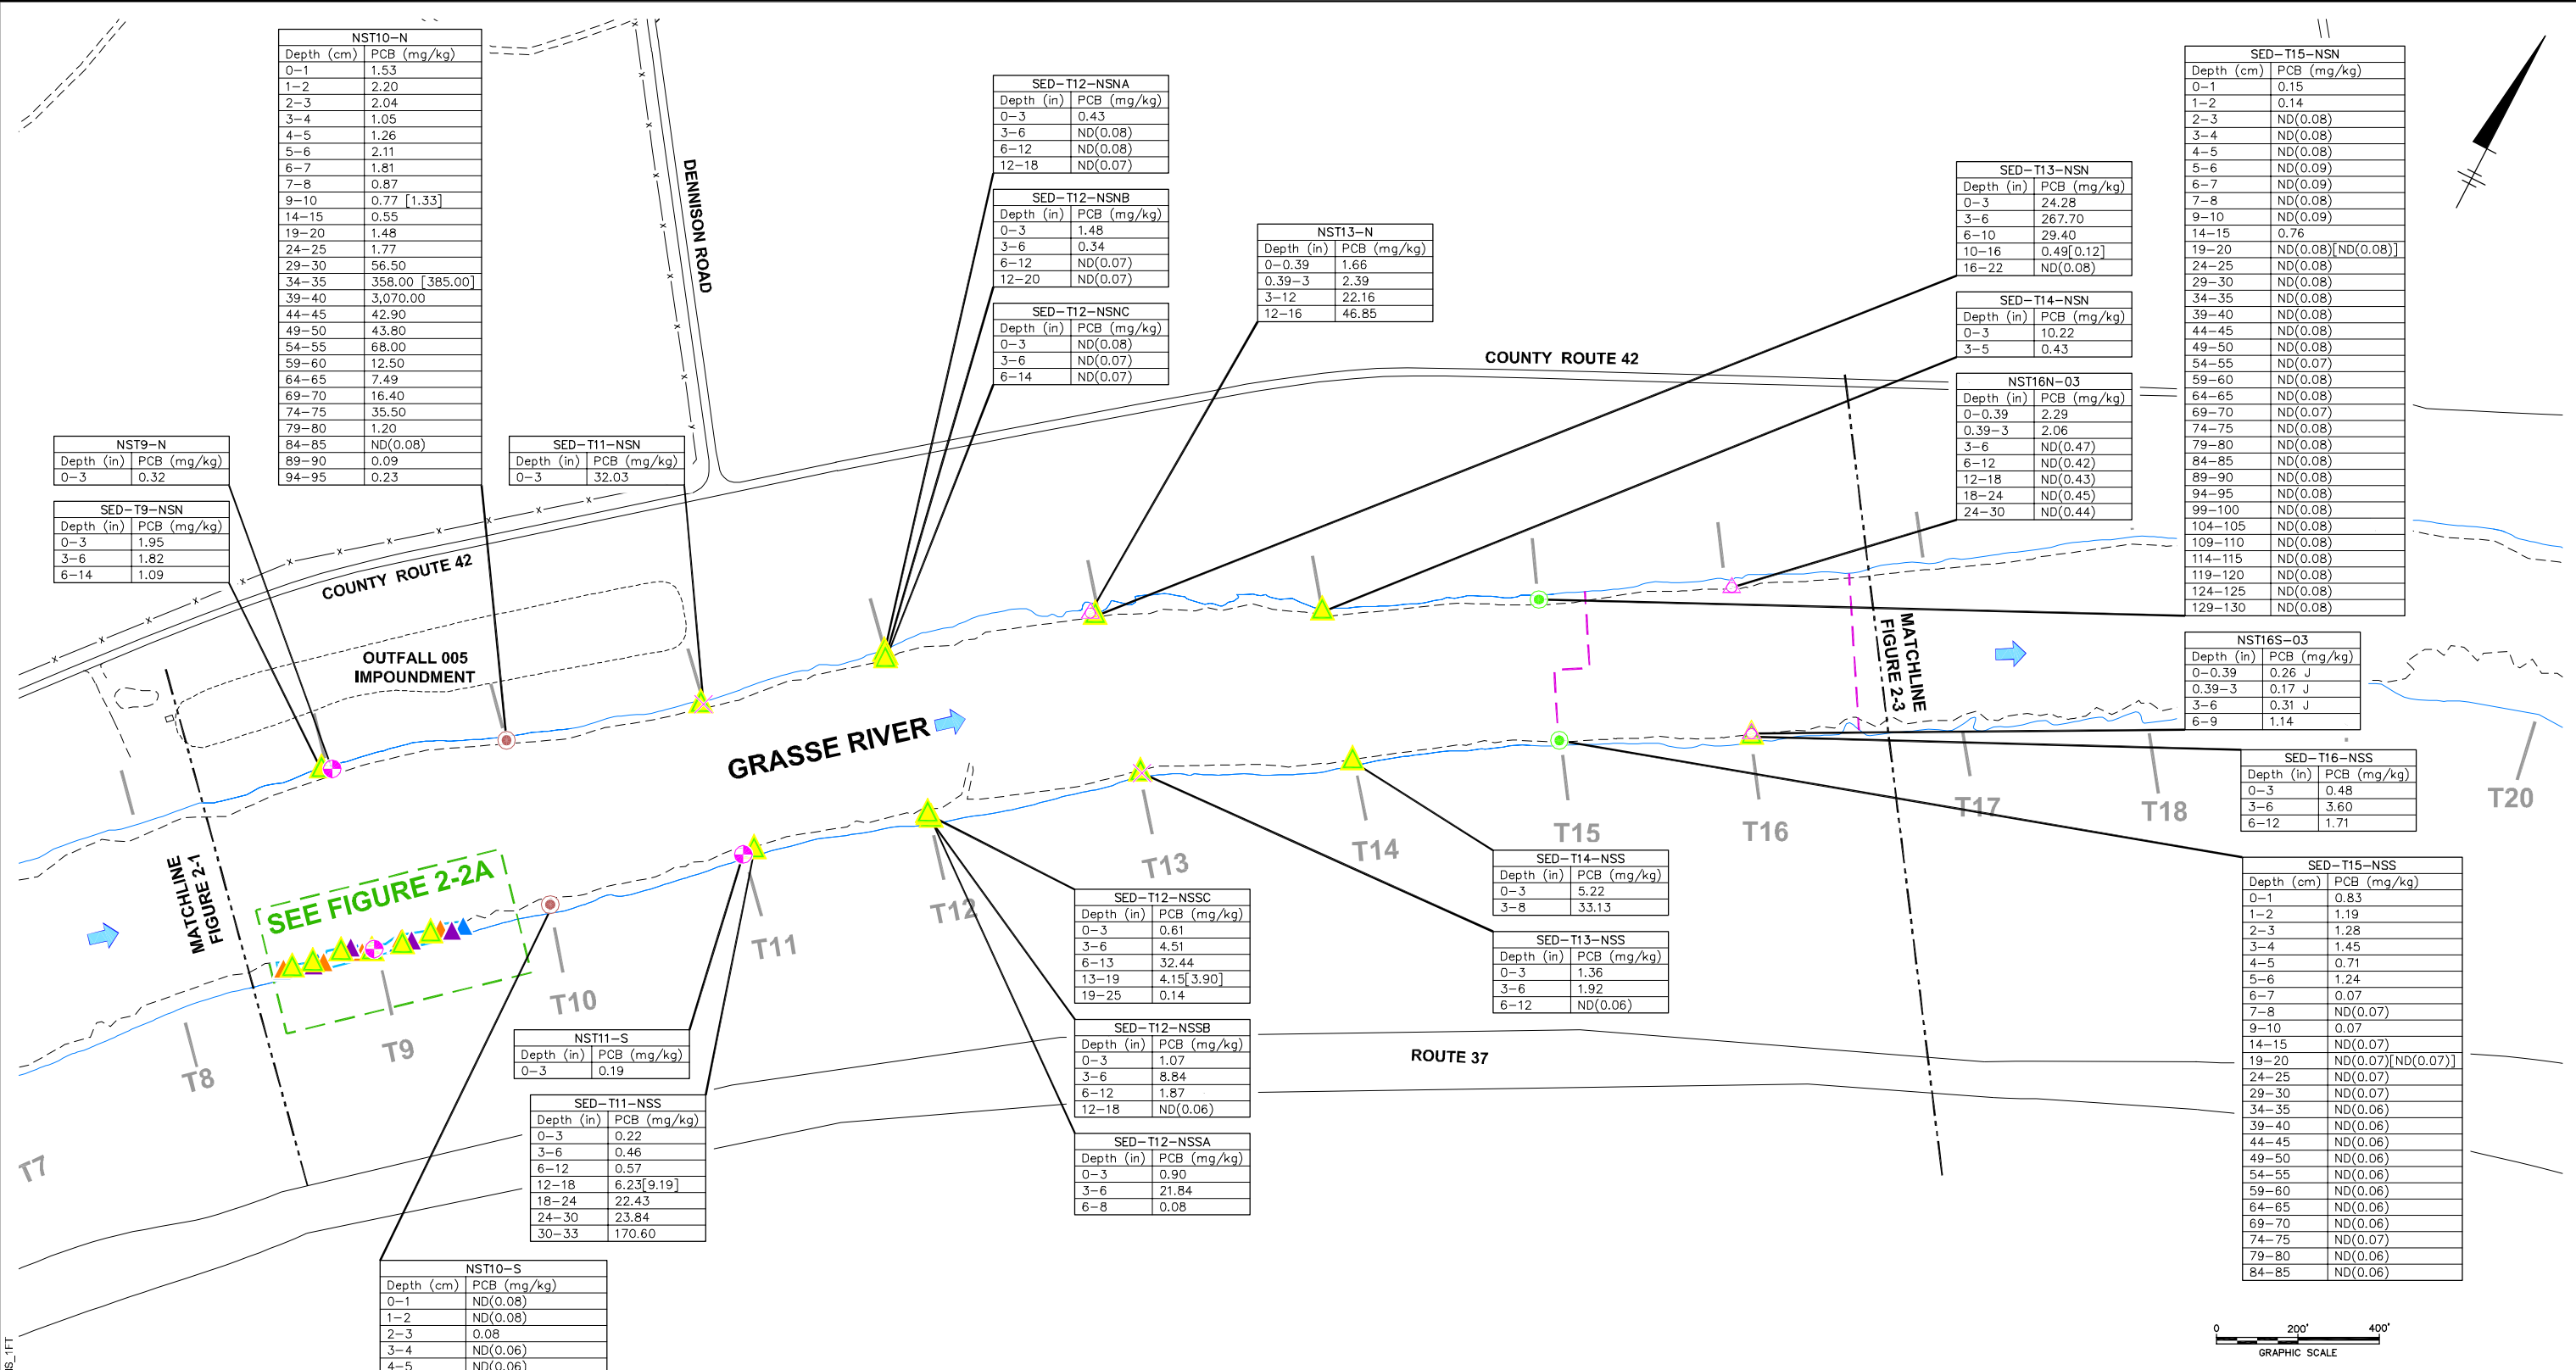 NST10-N
Depth (cm) PCB (mg/kg)
0-1 1.53
1-2 2.20
2-3 2.04
3-4 1.05
4-5 1.26
5-6 2.11
6-7 1.81
7-8 0.87
9-10 0.77 [1.33]
14-15 0.55
19-20 1.48
24-25 1.77
29-30 56.50
34-35 358.00 [385.00]
39-40 3,070.00
44-45 42.90
49-50 43.80
54-55 68.00
59-60 12.50
64-65 7.49
69-70 16.40
74-75 35.50
79-80 1.20
84-85 ND(0.08)
89-90 0.09
94-95 0.23
NST9-N
Depth (in) PCB (mg/kg)
0-3 0.32
SED-T9-NSN
Depth (in) PCB (mg/kg)
0-3 1.95
3-6 1.82
6-14 1.09
SED-T11-NSN
Depth (in) PCB (mg/kg)
0-3 32.03
DENNISON ROAD
SED-T12-NSNA
Depth (in) PCB (mg/kg)
0-3 0.43
3-6 ND(0.08)
6-12 ND(0.08)
12-18 ND(0.07)
SED-T12-NSNB
Depth (in) PCB (mg/kg)
0-3 1.48
3-6 0.34
6-12 ND(0.07)
12-20 ND(0.07)
SED-T12-NSNC
Depth (in) PCB (mg/kg)
0-3 ND(0.08)
3-6 ND(0.07)
6-14 ND(0.07)
NST13-N
Depth (in) PCB (mg/kg)
0-0.39 1.66
0.39-3 2.39
3-12 22.16
12-16 46.85
COUNTY ROUTE 42
SED-T13-NSN
Depth (in) PCB (mg/kg)
0-3 24.28
3-6 267.70
6-10 29.40
10-16 0.49[0.12]
16-22 ND(0.08)
SED-T14-NSN
Depth (in) PCB (mg/kg)
0-3 10.22
3-5 0.43
NST16N-03
Depth (in) PCB (mg/kg)
0-0.39 2.29
0.39-3 2.06
3-6 ND(0.47)
6-12 ND(0.42)
12-18 ND(0.43)
18-24 ND(0.45)
24-30 ND(0.44)
SED-T15-NSN
Depth (cm) PCB (mg/kg)
0-1 0.15
1-2 0.14
2-3 ND(0.08)
3-4 ND(0.08)
4-5 ND(0.08)
5-6 ND(0.09)
6-7 ND(0.09)
7-8 ND(0.08)
9-10 ND(0.09)
14-15 0.76
19-20 ND(0.08)[ND(0.08)]
24-25 ND(0.08)
29-30 ND(0.08)
34-35 ND(0.08)
39-40 ND(0.08)
44-45 ND(0.08)
49-50 ND(0.08)
54-55 ND(0.07)
59-60 ND(0.08)
64-65 ND(0.08)
69-70 ND(0.07)
74-75 ND(0.08)
79-80 ND(0.08)
84-85 ND(0.08)
89-90 ND(0.08)
94-95 ND(0.08)
99-100 ND(0.08)
104-105 ND(0.08)
109-110 ND(0.08)
114-115 ND(0.08)
119-120 ND(0.08)
124-125 ND(0.08)
129-130 ND(0.08)
COUNTY ROUTE 42
OUTFALL 005
IMPOUNDMENT
GRASSE RIVER
MATCHLINE
FIGURE 2-3
MATCHLINE
FIGURE 2-1
SEE FIGURE 2-2A
NST16S-03
Depth (in) PCB (mg/kg)
0-0.39 0.26 J
0.39-3 0.17 J
3-6 0.31 J
6-9 1.14
SED-T16-NSS
Depth (in) PCB (mg/kg)
0-3 0.48
3-6 3.60
6-12 1.71
T7
T8
T9
T10
T11
T12
T13
T14
T15
T16
T17
T18
T20
SED-T14-NSS
Depth (in) PCB (mg/kg)
0-3 5.22
3-8 33.13
SED-T13-NSS
Depth (in) PCB (mg/kg)
0-3 1.36
3-6 1.92
6-12 ND(0.06)
SED-T12-NSSC
Depth (in) PCB (mg/kg)
0-3 0.61
3-6 4.51
6-13 32.44
13-19 4.15[3.90]
19-25 0.14
SED-T12-NSSB
Depth (in) PCB (mg/kg)
0-3 1.07
3-6 8.84
6-12 1.87
12-18 ND(0.06)
SED-T12-NSSA
Depth (in) PCB (mg/kg)
0-3 0.90
3-6 21.84
6-8 0.08
ROUTE 37
NST11-S
Depth (in) PCB (mg/kg)
0-3 0.19
SED-T11-NSS
Depth (in) PCB (mg/kg)
0-3 0.22
3-6 0.46
6-12 0.57
12-18 6.23[9.19]
18-24 22.43
24-30 23.84
30-33 170.60
NST10-S
Depth (cm) PCB (mg/kg)
0-1 ND(0.08)
1-2 ND(0.08)
2-3 0.08
3-4 ND(0.06)
4-5 ND(0.06)
SED-T15-NSS
Depth (cm) PCB (mg/kg)
0-1 0.83
1-2 1.19
2-3 1.28
3-4 1.45
4-5 0.71
5-6 1.24
6-7 0.07
7-8 ND(0.07)
9-10 0.07
14-15 ND(0.07)
19-20 ND(0.07)[ND(0.07)]
24-25 ND(0.07)
29-30 ND(0.07)
34-35 ND(0.06)
39-40 ND(0.06)
44-45 ND(0.06)
49-50 ND(0.06)
54-55 ND(0.06)
59-60 ND(0.06)
64-65 ND(0.06)
69-70 ND(0.06)
74-75 ND(0.07)
79-80 ND(0.06)
84-85 ND(0.06)
0 200' 400'
GRAPHIC SCALE